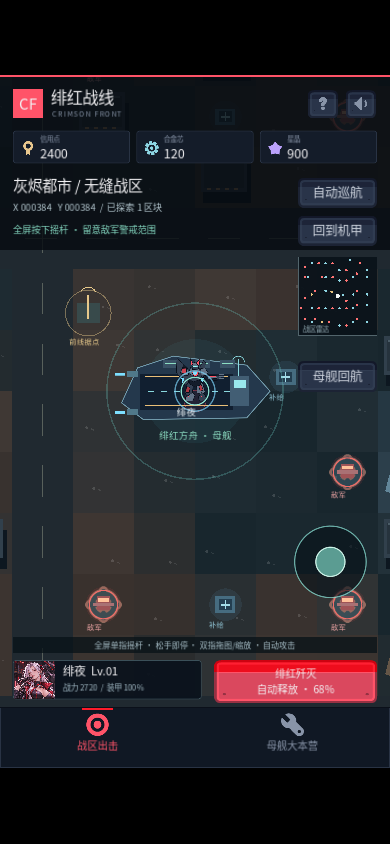 CF
绯红战线
CRIMSON FRONT
?
信用点
2400
合金芯
120
星晶
900
灰烬都市 / 无缝战区
自动巡航
X 000384 Y 000384 / 已探索 1 区块
全屏按下摇杆 · 留意敌军警戒范围
回到机甲
战区雷达
前线据点
母舰回航
补给
绯夜
绯红方舟 · 母舰
敌军
敌军
补给
敌军
全屏单指摇杆 · 松手即停 · 双指拖图/缩放 · 自动攻击
绯夜 Lv.01
战力 2720 / 装甲 100%
绯红歼灭
自动释放 · 68%
战区出击
母舰大本营